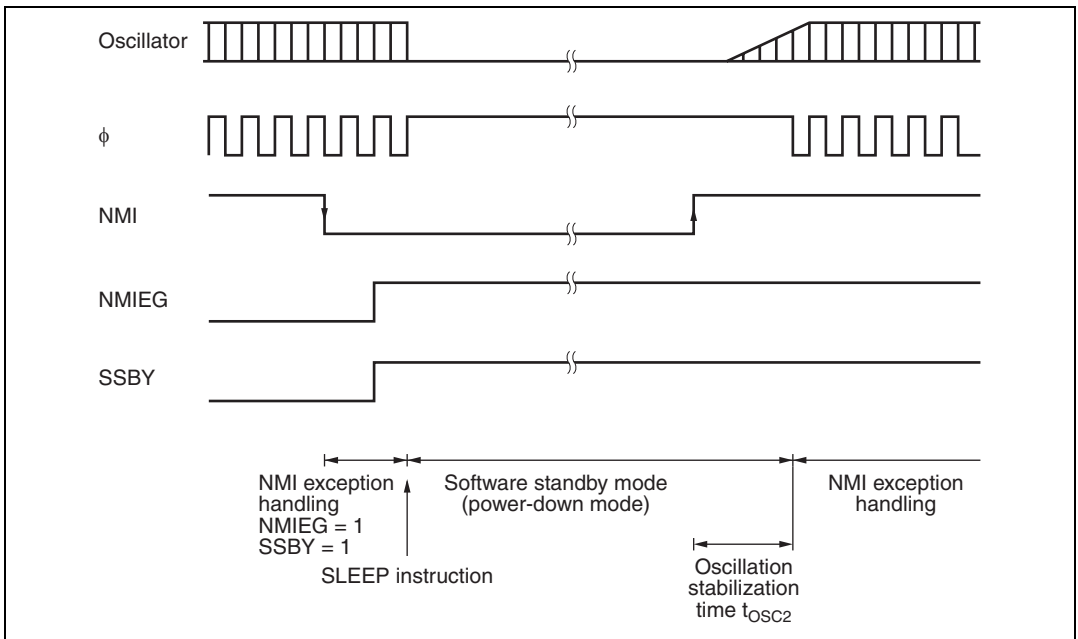 Oscillator
ϕ
NMI
NMIEG
SSBY
NMI exception
handling
NMIEG = 1
SSBY = 1
SLEEP instruction
Software standby mode
(power-down mode)
Oscillation
stabilization
time tOSC2
NMI exception
handling